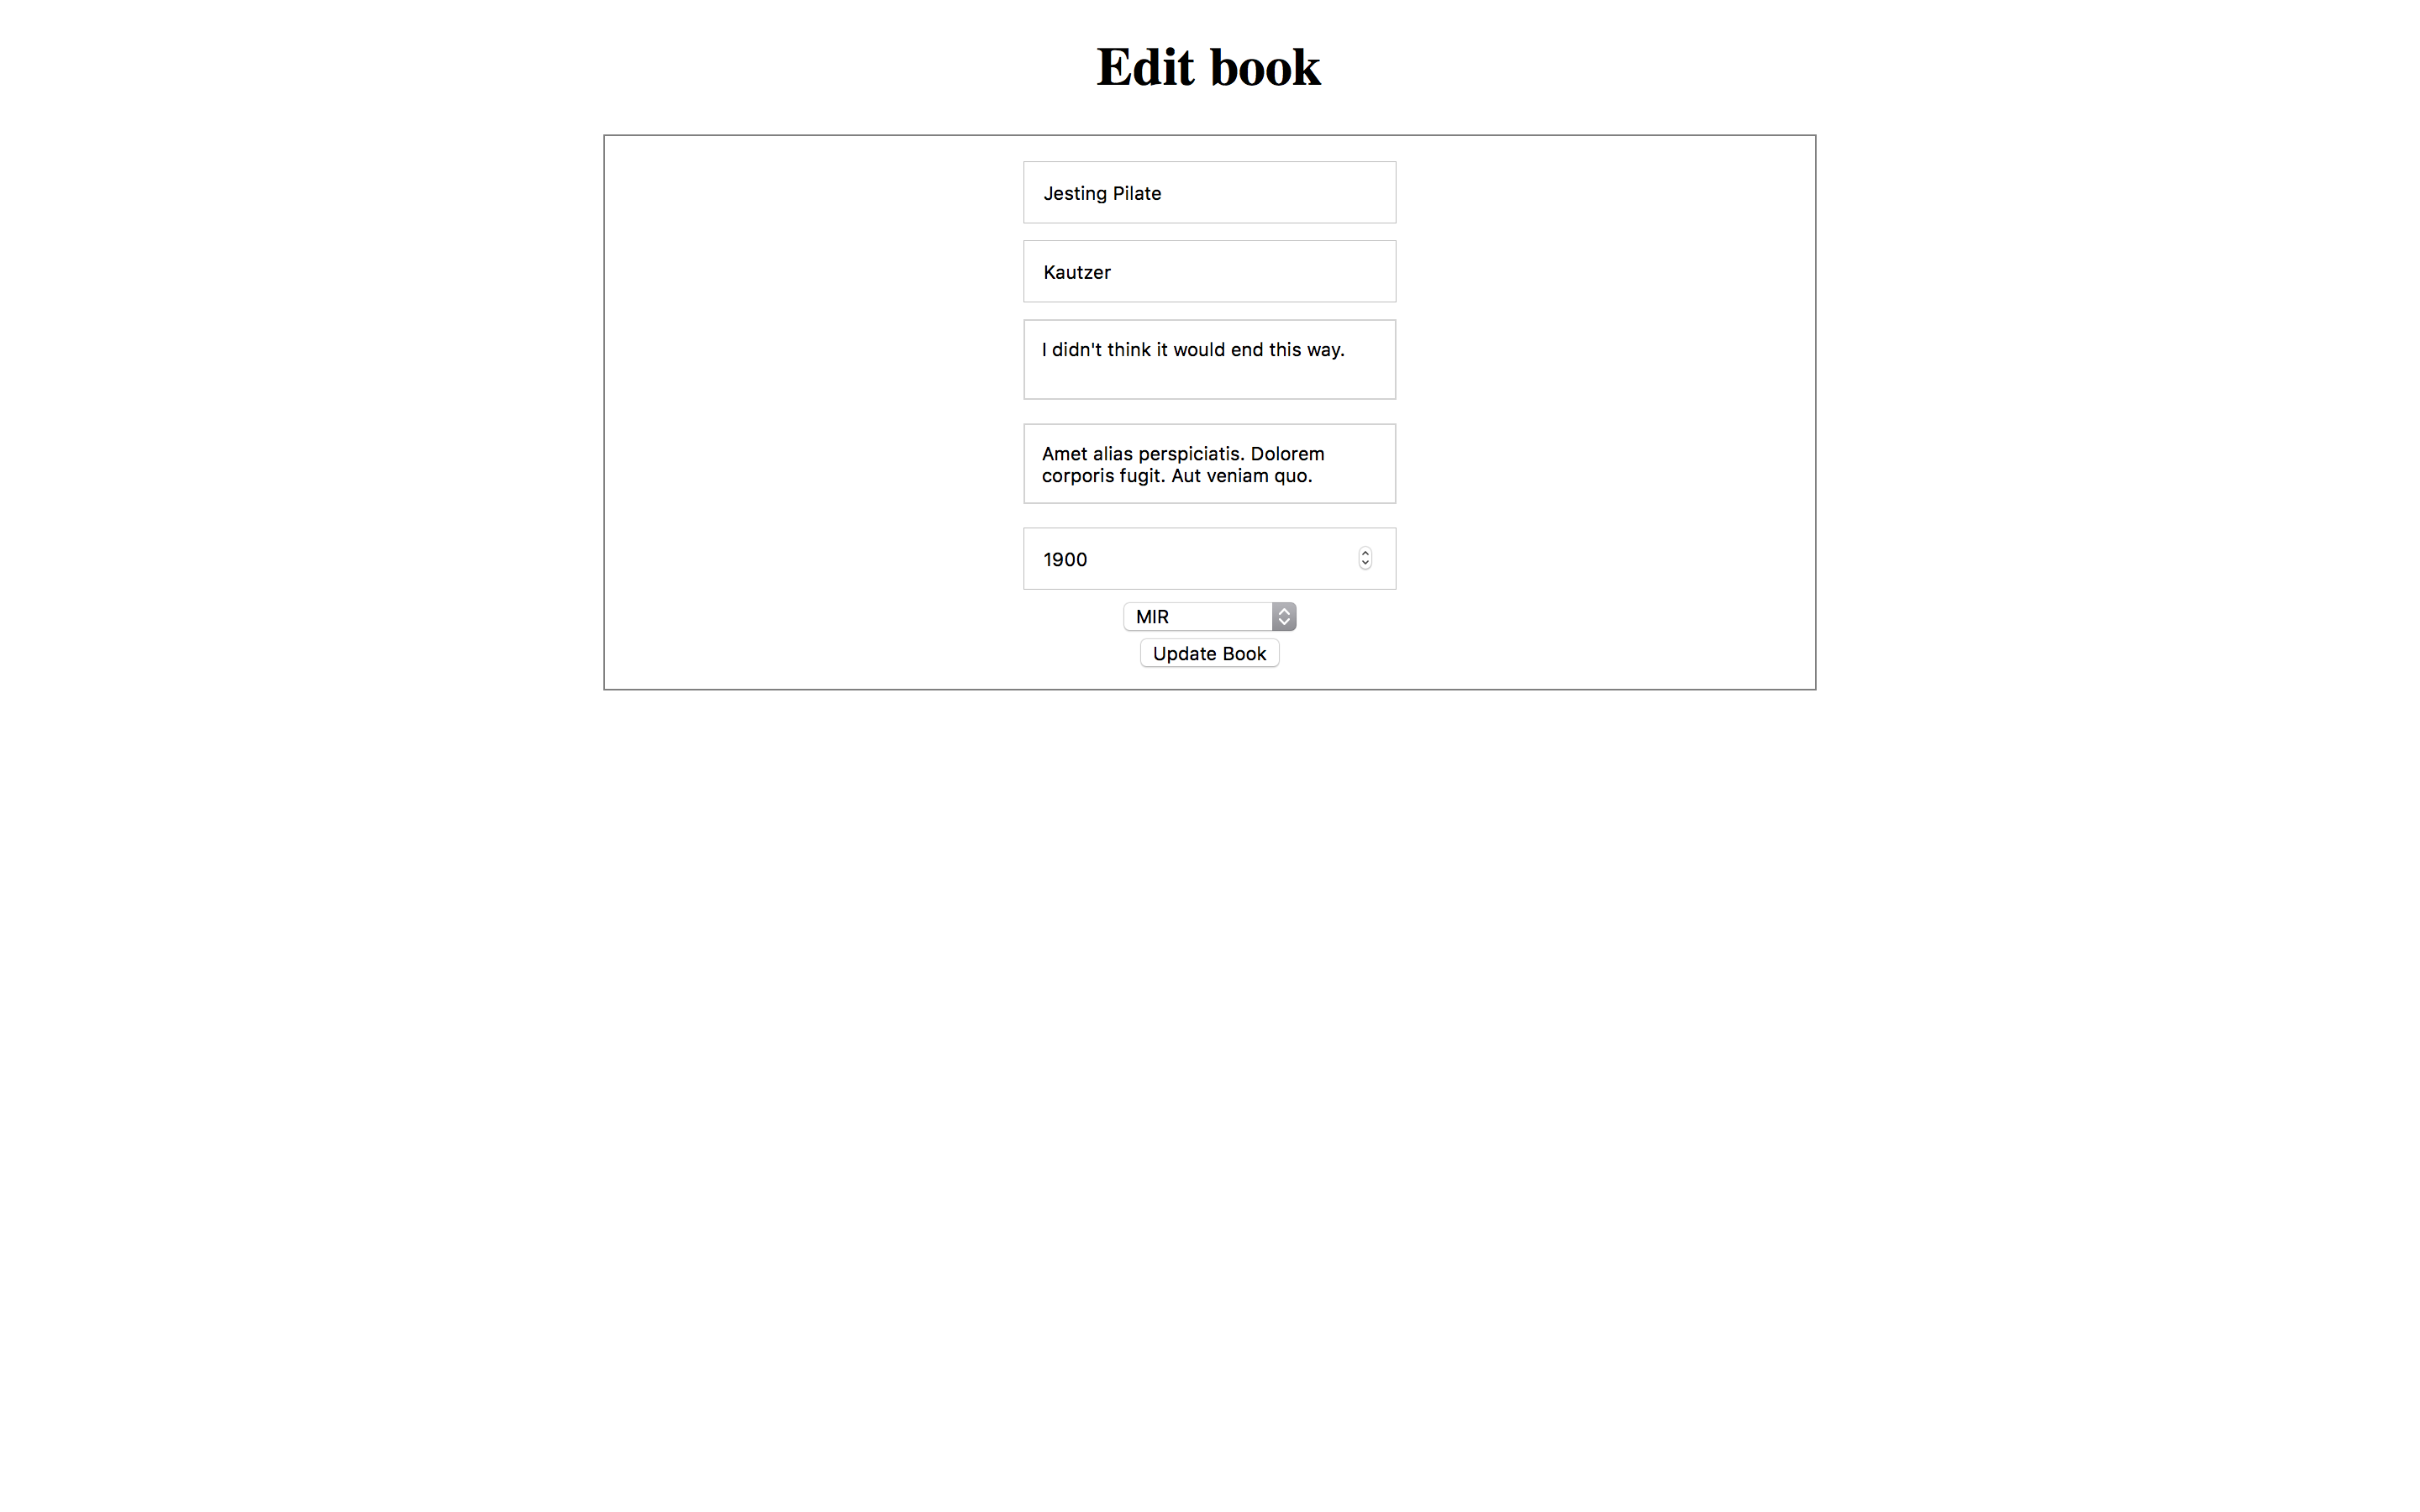 Edit book
Jesting Pilate
Kautzer
I didn't think it would end this way.
Amet alias perspiciatis. Dolorem
corporis fugit. Aut veniam quo.
1900
MIR
Update Book